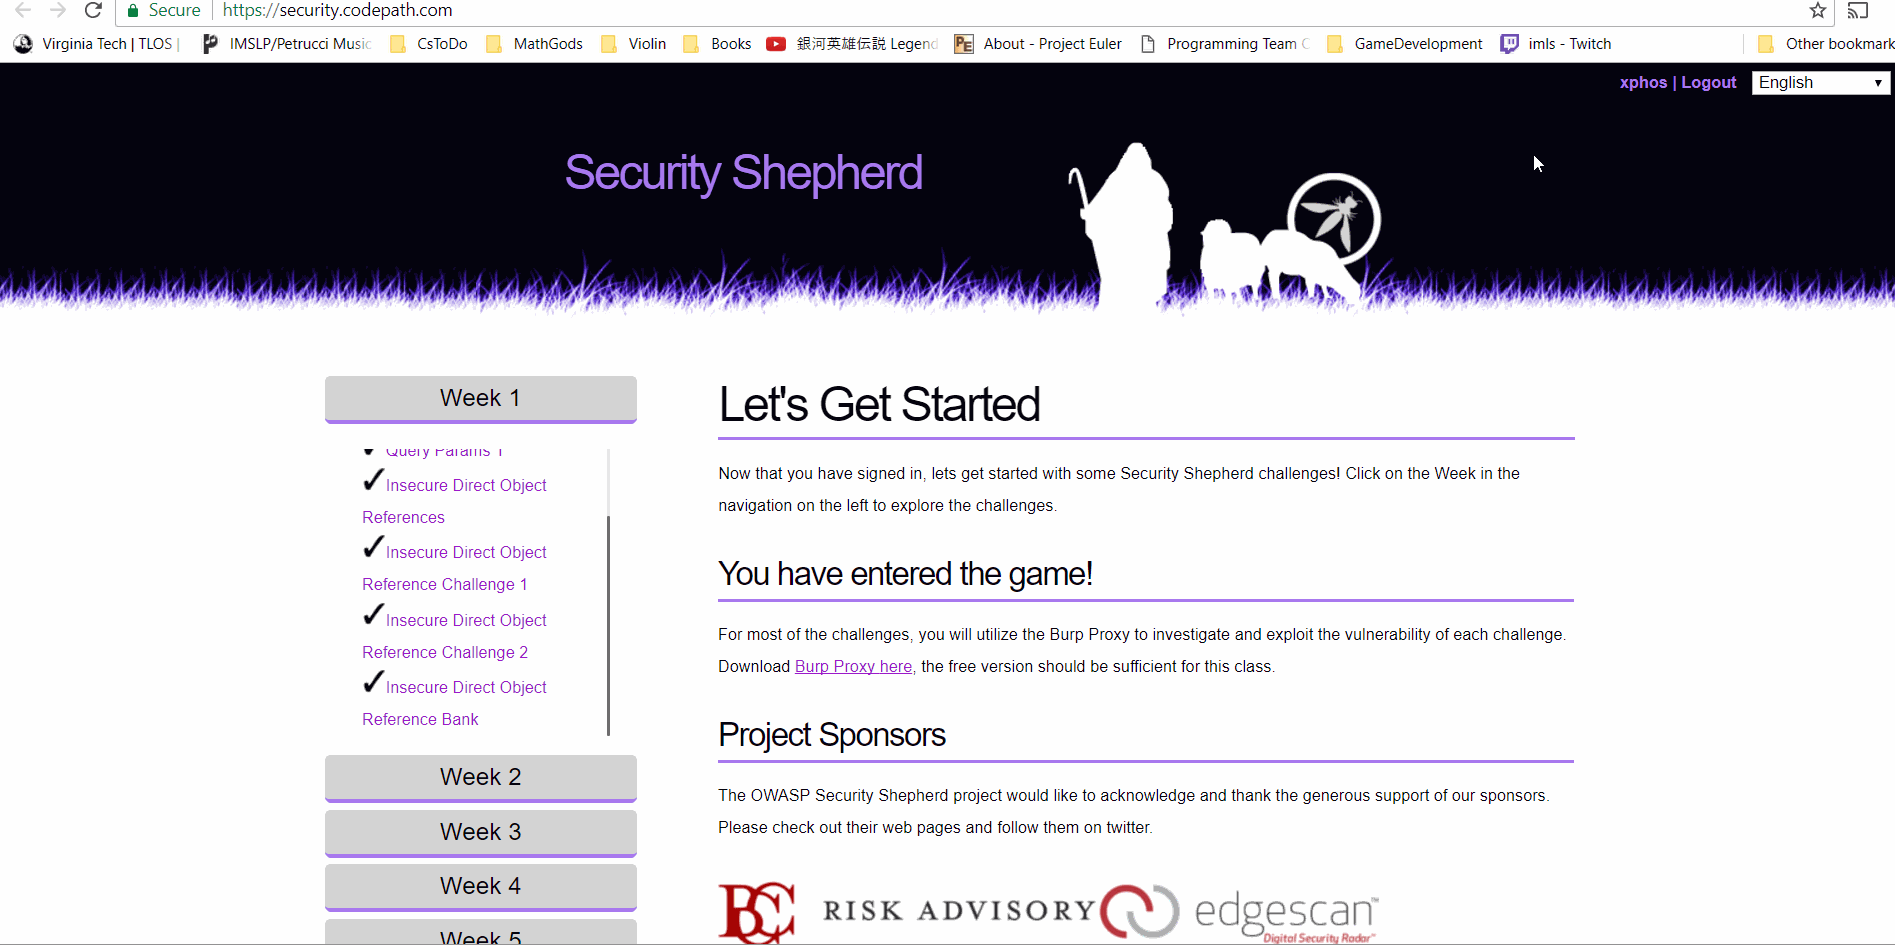 Secure https://security.codepath.com
Virginia Tech | TLOS | IMSLP/Petrucci Music CsToDo MathGods Violin Books 銀河英雄伝説 Legend About - Project Euler Programming Team C GameDevelopment imls - Twitch Other bookmark
xphos | Logout English
Security Shepherd
Week 1
Query Params 1
Insecure Direct Object
References
Insecure Direct Object
Reference Challenge 1
Insecure Direct Object
Reference Challenge 2
Insecure Direct Object
Reference Bank
Week 2
Week 3
Week 4
Week 5
Let's Get Started
Now that you have signed in, lets get started with some Security Shepherd challenges! Click on the Week in the
navigation on the left to explore the challenges.
You have entered the game!
For most of the challenges, you will utilize the Burp Proxy to investigate and exploit the vulnerability of each challenge.
Download Burp Proxy here, the free version should be sufficient for this class.
Project Sponsors
The OWASP Security Shepherd project would like to acknowledge and thank the generous support of our sponsors.
Please check out their web pages and follow them on twitter.
BCC RISK ADVISORY edgescan™
Digital Security Radar™